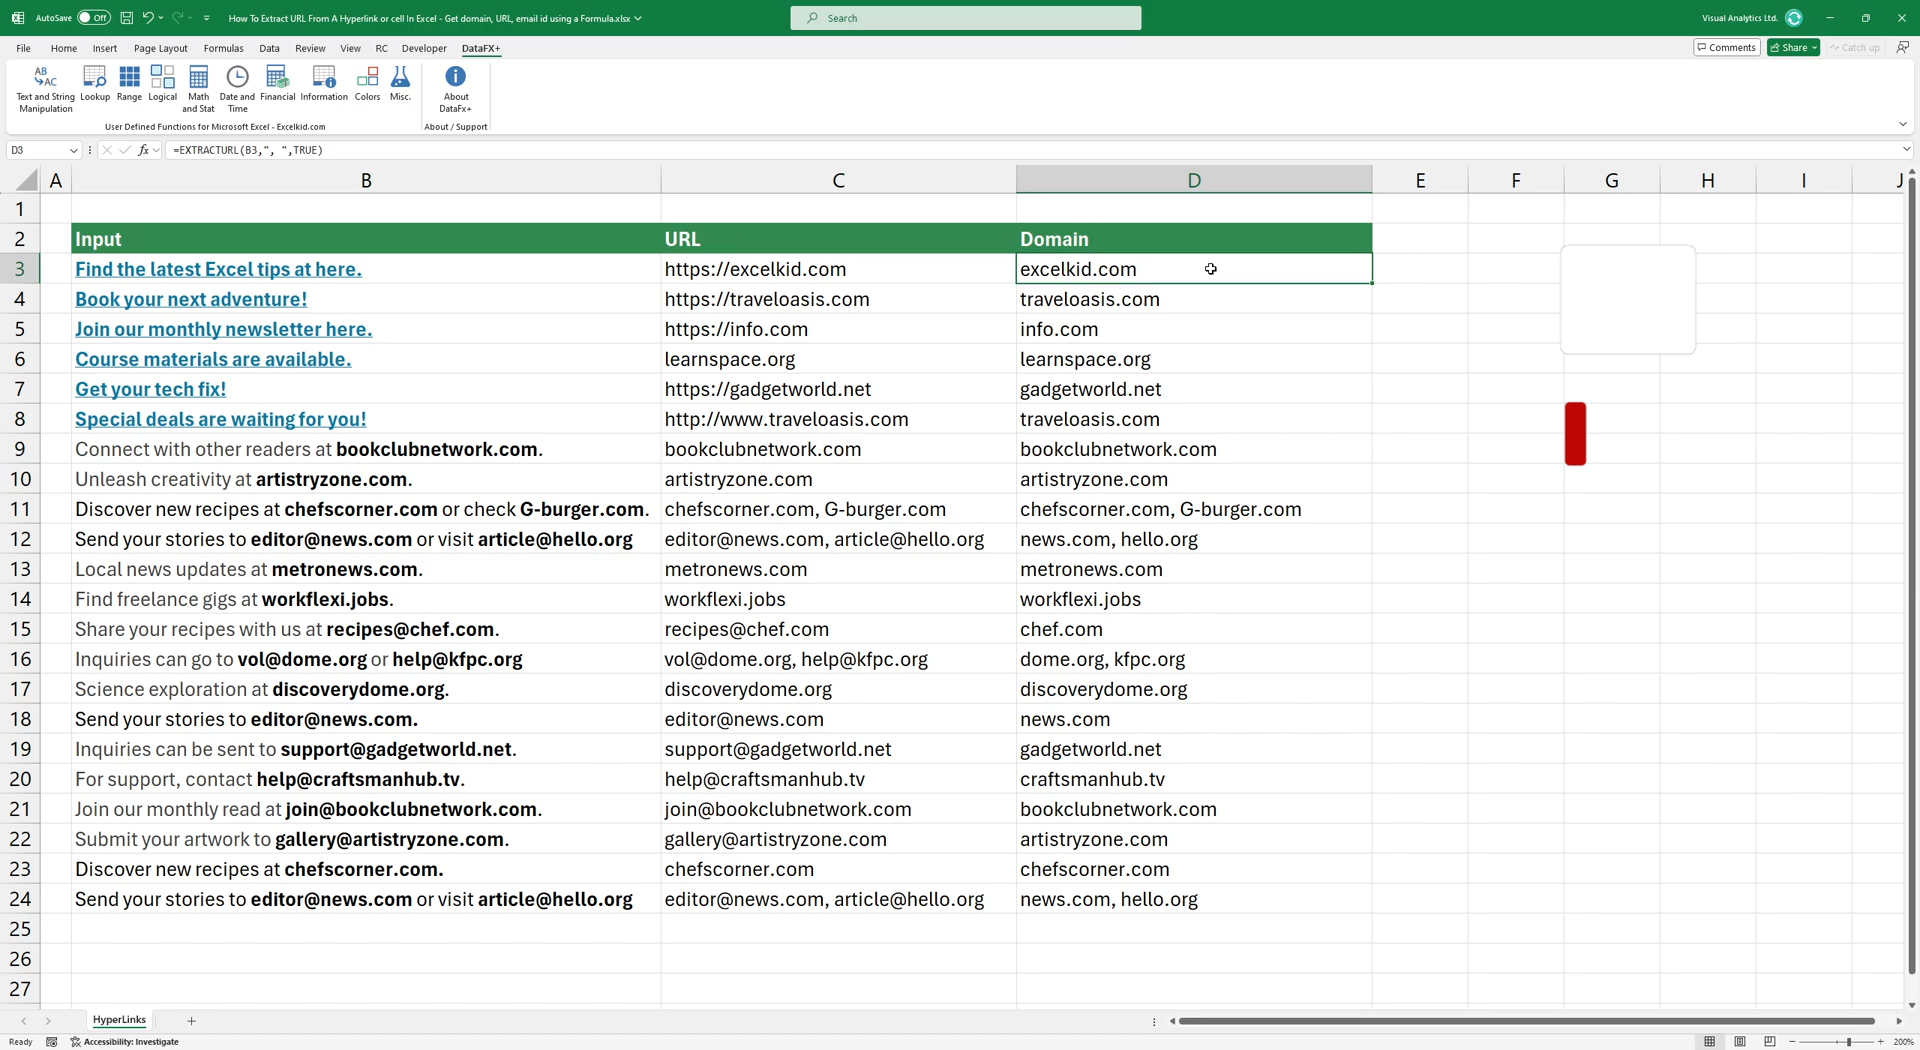 AutoSave Off How To Extract URL From A Hyperlink or cell In Excel - Get domain, URL, email id using a Formula.xlsx Search Visual Analytics Ltd.
File Home Insert Page Layout Formulas Data Review View RC Developer DataFX+ Comments Share Catch up
AB AC
Text and String Manipulation Lookup Range Logical Math and Stat Date and Time Financial Information Colors Misc. About DataFx+
User Defined Functions for Microsoft Excel - Excelkid.com About / Support
D3 fx =EXTRACTURL(B3,", ",TRUE)
A B C D E F G H I J
1
2 Input URL Domain
3 Find the latest Excel tips at here. https://excelkid.com excelkid.com
4 Book your next adventure! https://traveloasis.com traveloasis.com
5 Join our monthly newsletter here. https://info.com info.com
6 Course materials are available. learnspace.org learnspace.org
7 Get your tech fix! https://gadgetworld.net gadgetworld.net
8 Special deals are waiting for you! http://www.traveloasis.com traveloasis.com
9 Connect with other readers at bookclubnetwork.com. bookclubnetwork.com bookclubnetwork.com
10 Unleash creativity at artistryzone.com. artistryzone.com artistryzone.com
11 Discover new recipes at chefscorner.com or check G-burger.com. chefscorner.com, G-burger.com chefscorner.com, G-burger.com
12 Send your stories to editor@news.com or visit article@hello.org editor@news.com, article@hello.org news.com, hello.org
13 Local news updates at metronews.com. metronews.com metronews.com
14 Find freelance gigs at workflexi.jobs. workflexi.jobs workflexi.jobs
15 Share your recipes with us at recipes@chef.com. recipes@chef.com chef.com
16 Inquiries can go to vol@dome.org or help@kfpc.org vol@dome.org, help@kfpc.org dome.org, kfpc.org
17 Science exploration at discoverydome.org. discoverydome.org discoverydome.org
18 Send your stories to editor@news.com. editor@news.com news.com
19 Inquiries can be sent to support@gadgetworld.net. support@gadgetworld.net gadgetworld.net
20 For support, contact help@craftsmanhub.tv. help@craftsmanhub.tv craftsmanhub.tv
21 Join our monthly read at join@bookclubnetwork.com. join@bookclubnetwork.com bookclubnetwork.com
22 Submit your artwork to gallery@artistryzone.com. gallery@artistryzone.com artistryzone.com
23 Discover new recipes at chefscorner.com. chefscorner.com chefscorner.com
24 Send your stories to editor@news.com or visit article@hello.org editor@news.com, article@hello.org news.com, hello.org
25
26
27
HyperLinks
Ready Accessibility: Investigate 200%